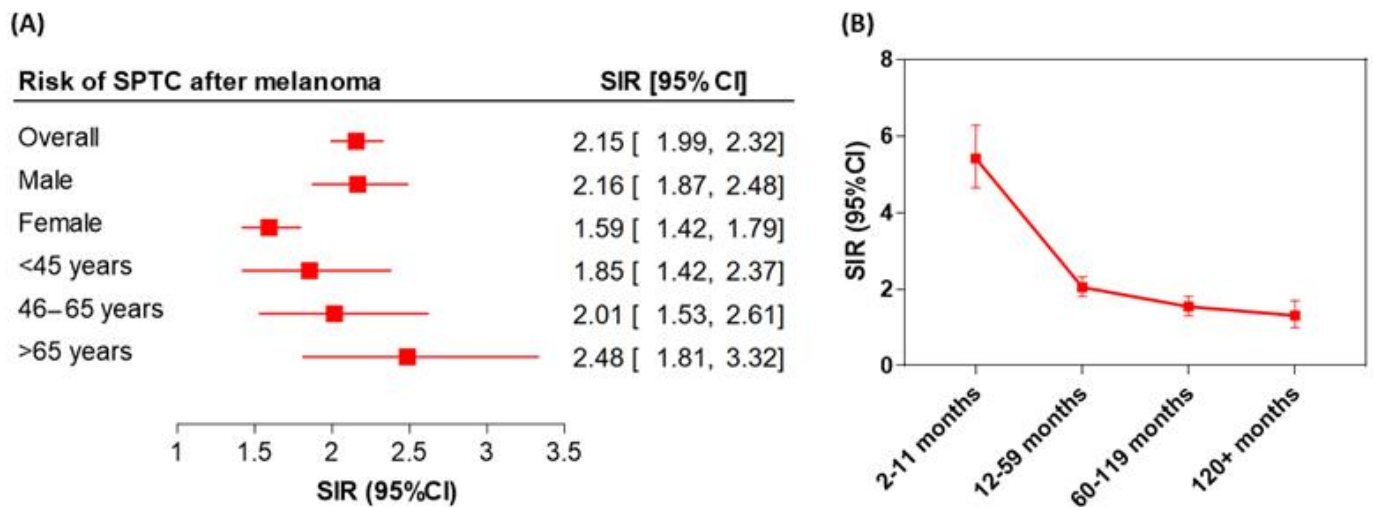 (A)
Risk of SPTC after melanoma SIR [95% CI]
Overall 2.15 [ 1.99, 2.32]
Male 2.16 [ 1.87, 2.48]
Female 1.59 [ 1.42, 1.79]
<45 years 1.85 [ 1.42, 2.37]
46–65 years 2.01 [ 1.53, 2.61]
>65 years 2.48 [ 1.81, 3.32]
1 1.5 2 2.5 3 3.5
SIR (95%CI)
(B)
SIR (95%CI)
8
6
4
2
0
2-11 months
12-59 months
60-119 months
120+ months